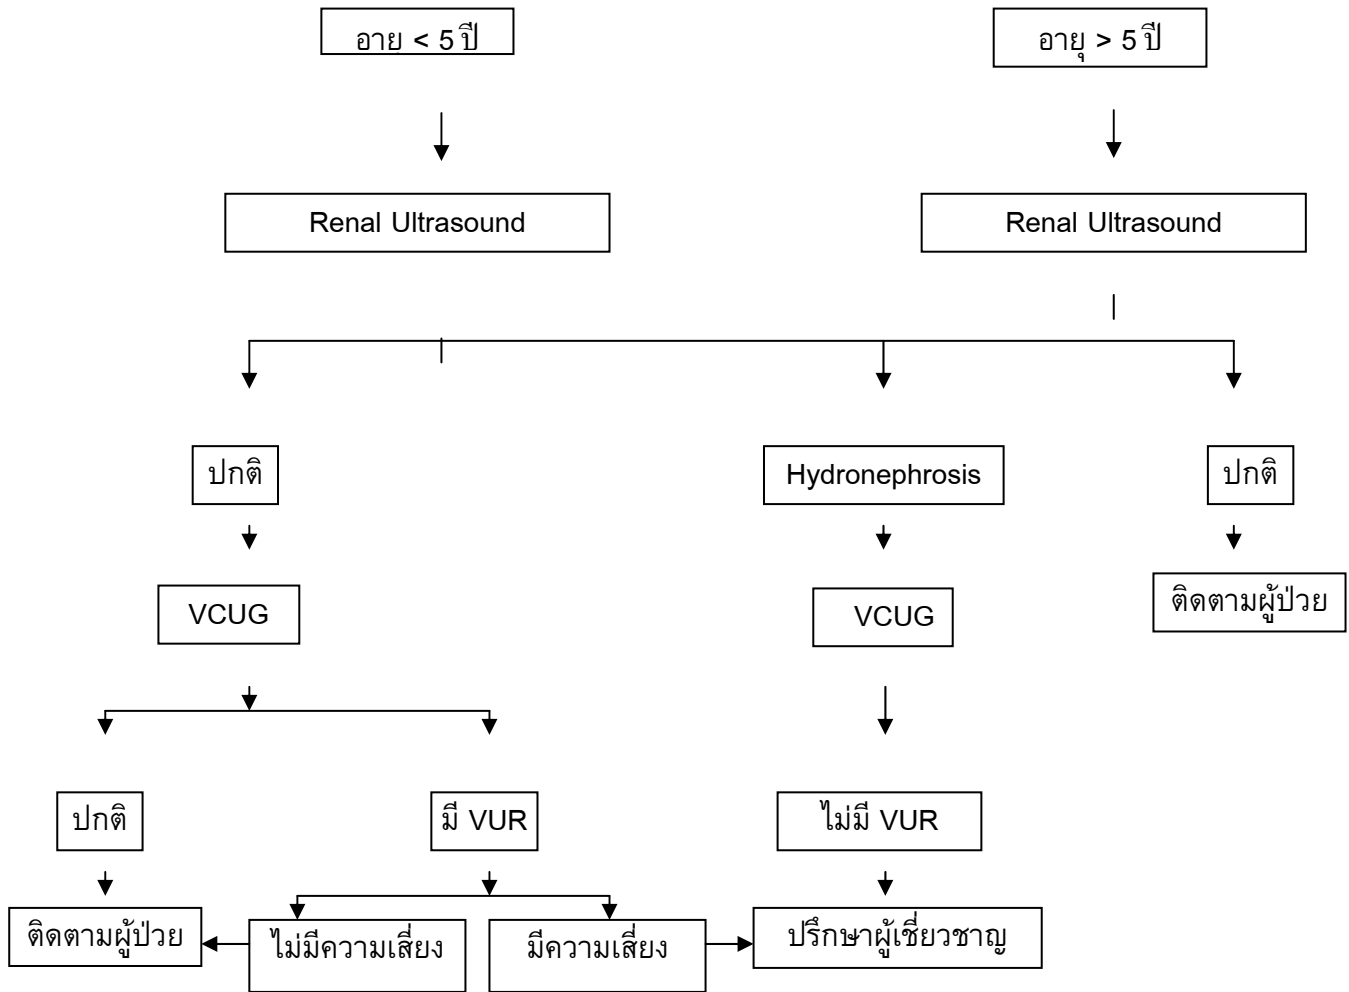 อายุ < 5 ปี
อายุ > 5 ปี
Renal Ultrasound
Renal Ultrasound
ปกติ
Hydronephrosis
ปกติ
VCUG
VCUG
ติดตามผู้ป่วย
ปกติ
มี VUR
ไม่มี VUR
ติดตามผู้ป่วย
ไม่มีความเสี่ยง
มีความเสี่ยง
ปรึกษาผู้เชี่ยวชาญ